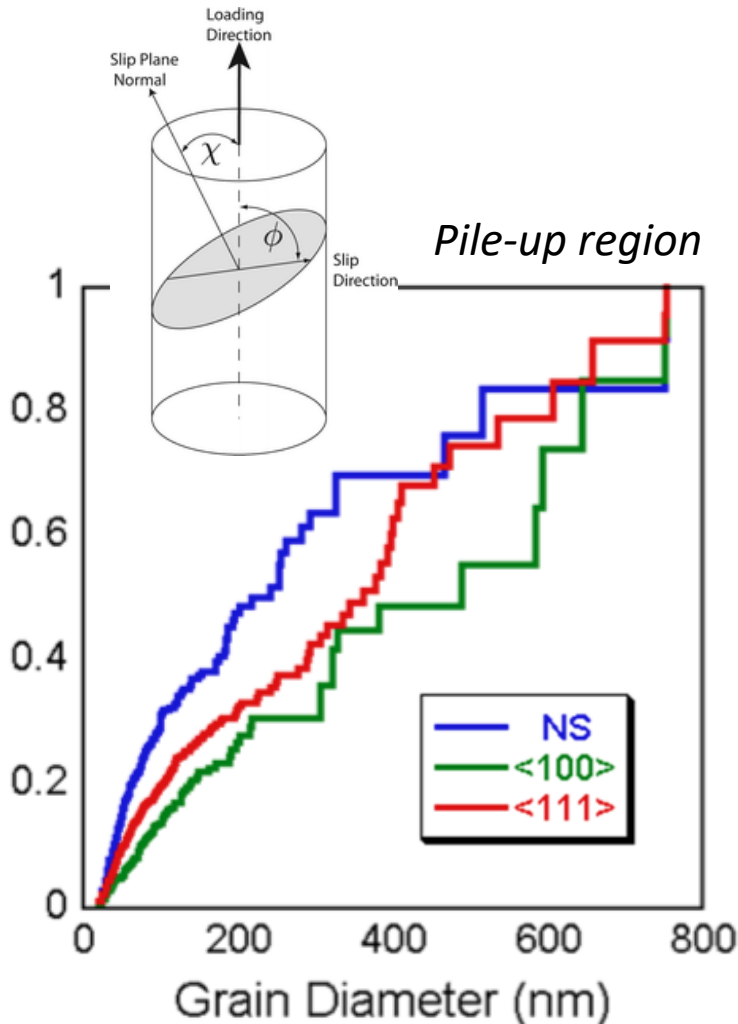 Loading
Direction
Slip Plane
Normal
χ
ϕ
Pile-up region
Slip
Direction
1
0.8
0.6
0.4
0.2
0
NS
<100>
<111>
0 200 400 600 800
Grain Diameter (nm)